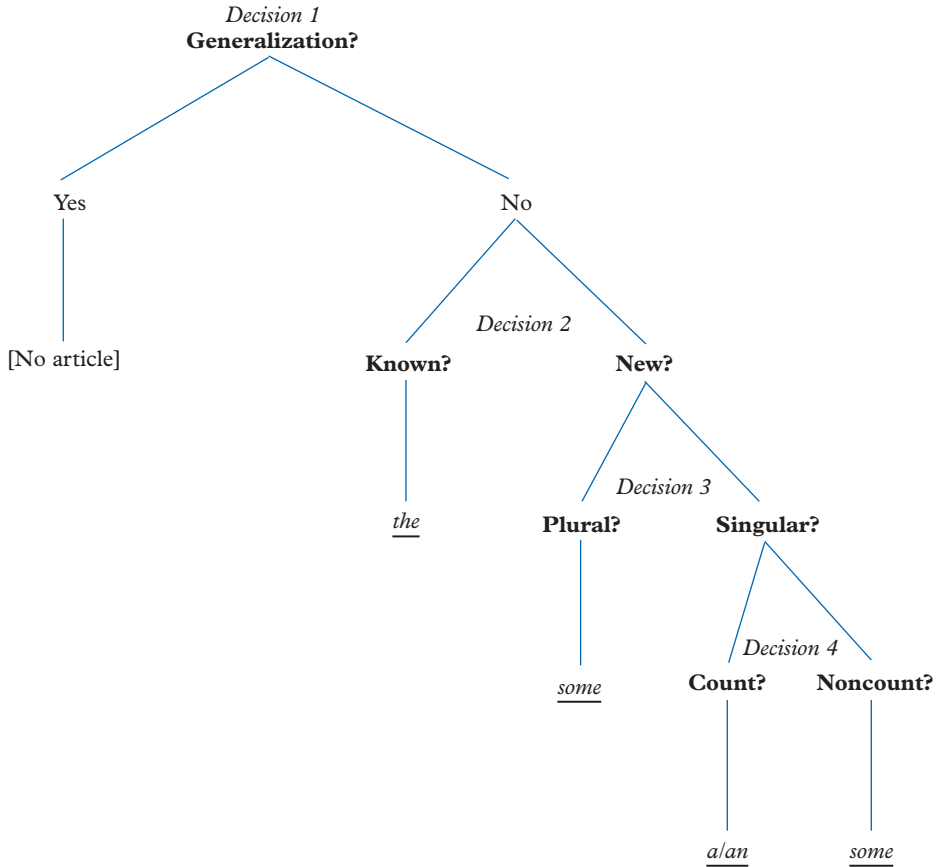 Decision 1
Generalization?
Yes
No
Decision 2
[No article]
Known?
New?
Decision 3
the
Plural?
Singular?
Decision 4
some
Count?
Noncount?
a/an
some